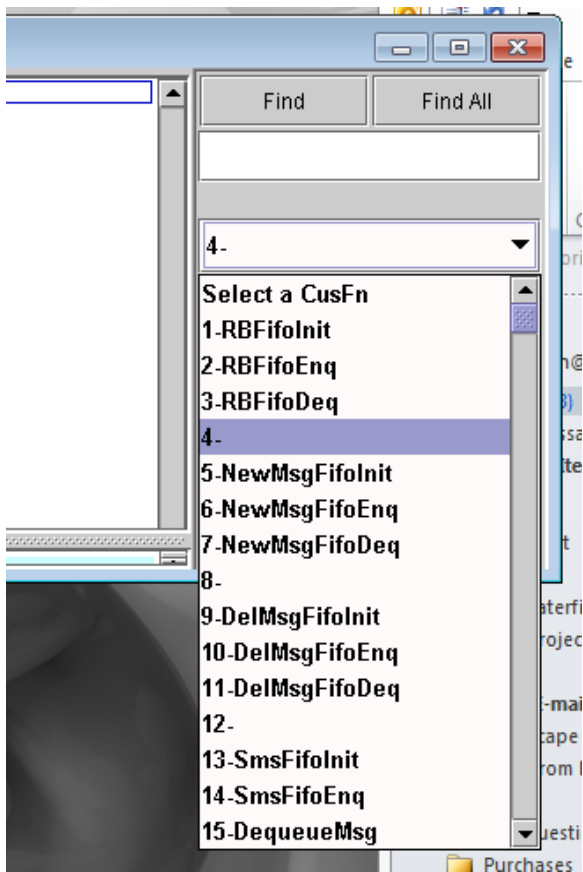 Find
Find All
4-
Select a CusFn
1-RBFifoInit
2-RBFifoEnq
3-RBFifoDeq
4-
5-NewMsgFifoInit
6-NewMsgFifoEnq
7-NewMsgFifoDeq
8-
9-DelMsgFifoInit
10-DelMsgFifoEnq
11-DelMsgFifoDeq
12-
13-SmsFifoInit
14-SmsFifoEnq
15-DequeueMsg
Purchases